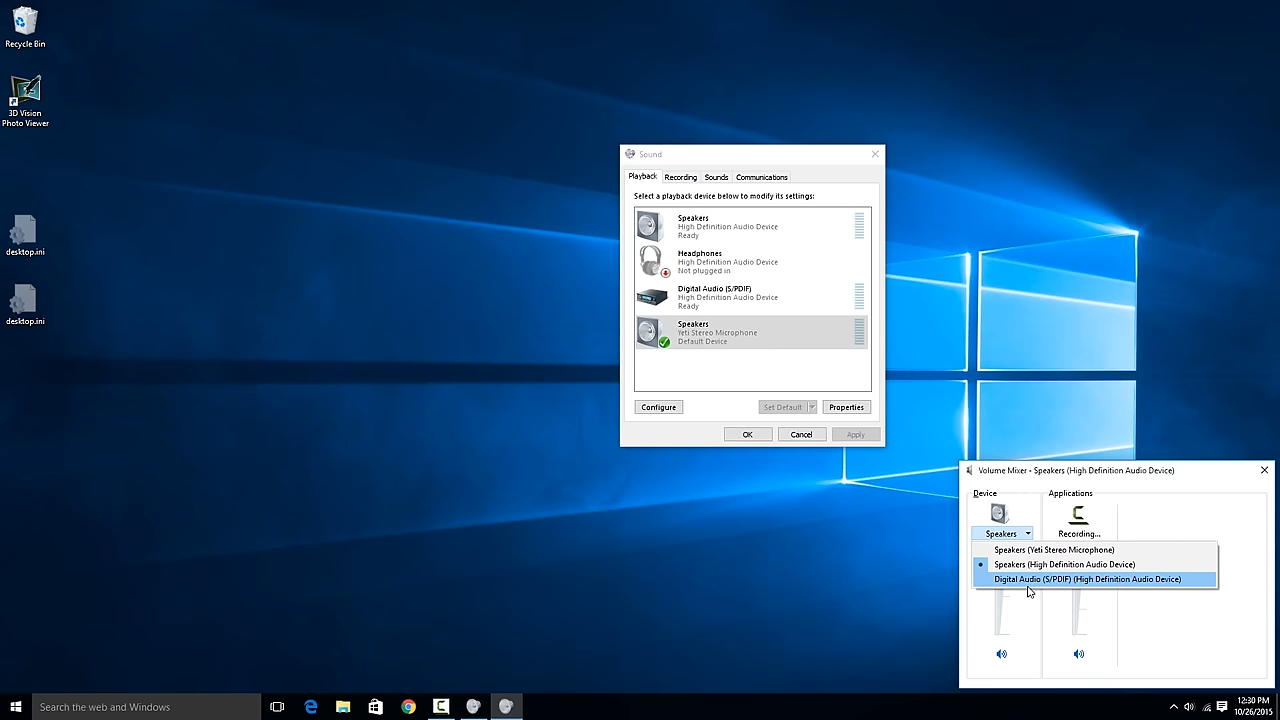 Recycle Bin
3D Vision
Photo Viewer
desktop.ini
desktop.ini
Sound
Playback Recording Sounds Communications
Select a playback device below to modify its settings:
Speakers
High Definition Audio Device
Ready
Headphones
High Definition Audio Device
Not plugged in
Digital Audio (S/PDIF)
High Definition Audio Device
Ready
Speakers
Yeti Stereo Microphone
Default Device
Configure Set Default Properties
OK Cancel Apply
Volume Mixer - Speakers (High Definition Audio Device)
Device Applications
Speakers Recording...
Speakers (Yeti Stereo Microphone)
Speakers (High Definition Audio Device)
Digital Audio (S/PDIF) (High Definition Audio Device)
Search the web and Windows
12:30 PM
10/26/2015